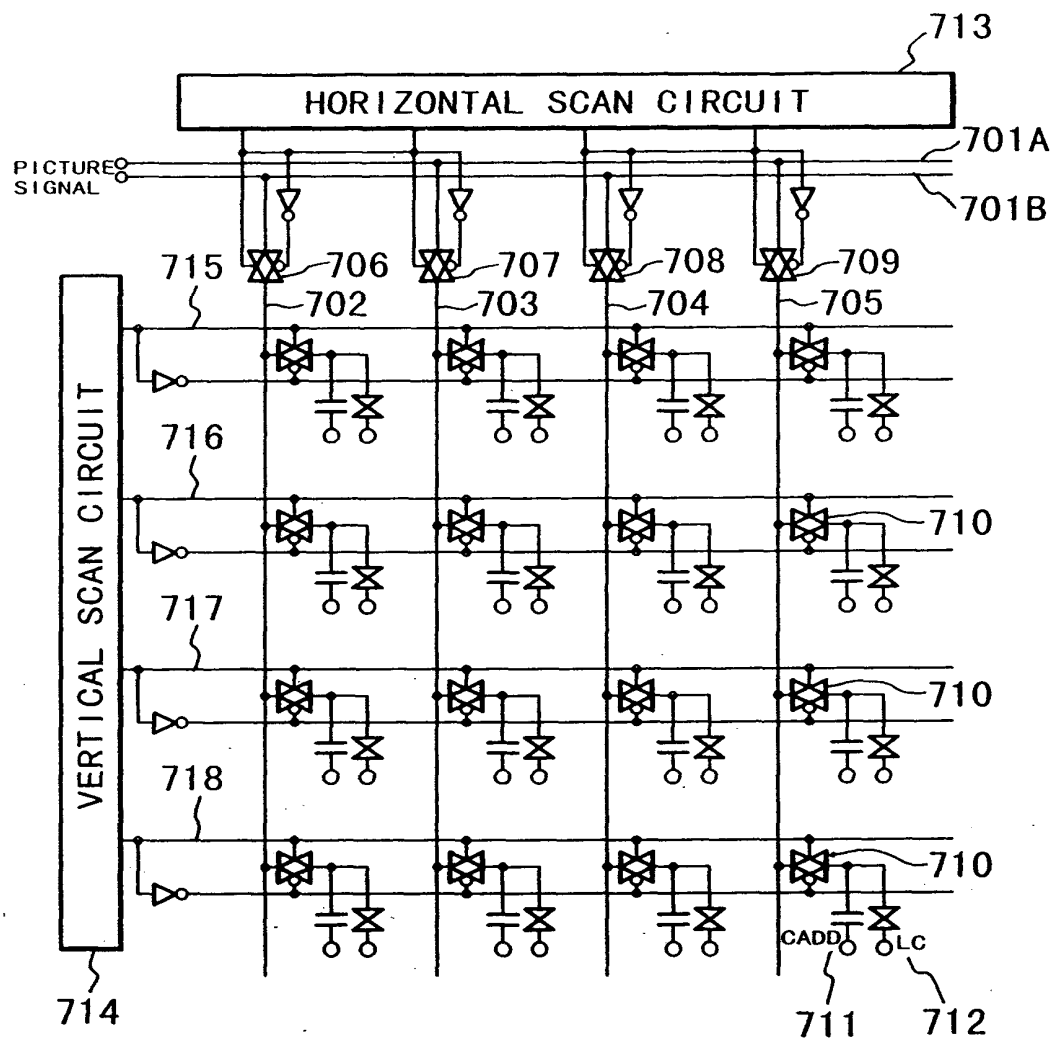 713
HORIZONTAL SCAN CIRCUIT
701A
PICTURE
SIGNAL
701B
706
707
708
709
715
702
703
704
705
716
710
717
710
718
710
VERTICAL SCAN CIRCUIT
CADD
LC
714
711
712